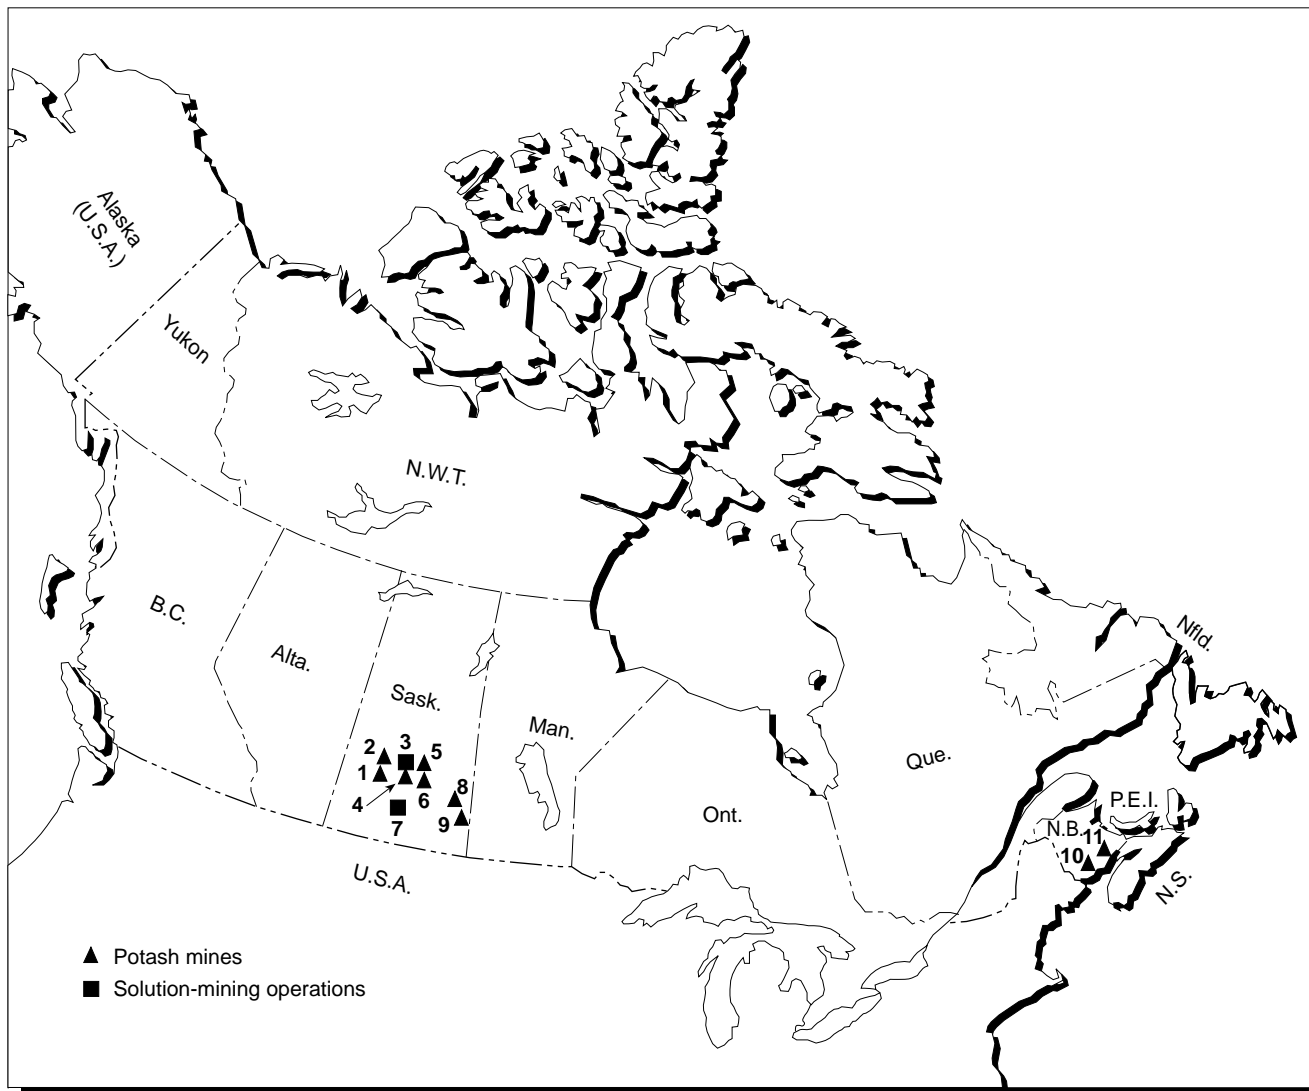 Alaska
(U.S.A.)
Yukon
N.W.T.
B.C.
Alta.
Sask.
Man.
Nfld.
Que.
Ont.
P.E.I.
N.B.
N.S.
U.S.A.
2
3
5
1
4
6
8
7
9
11
10
Potash mines
Solution-mining operations